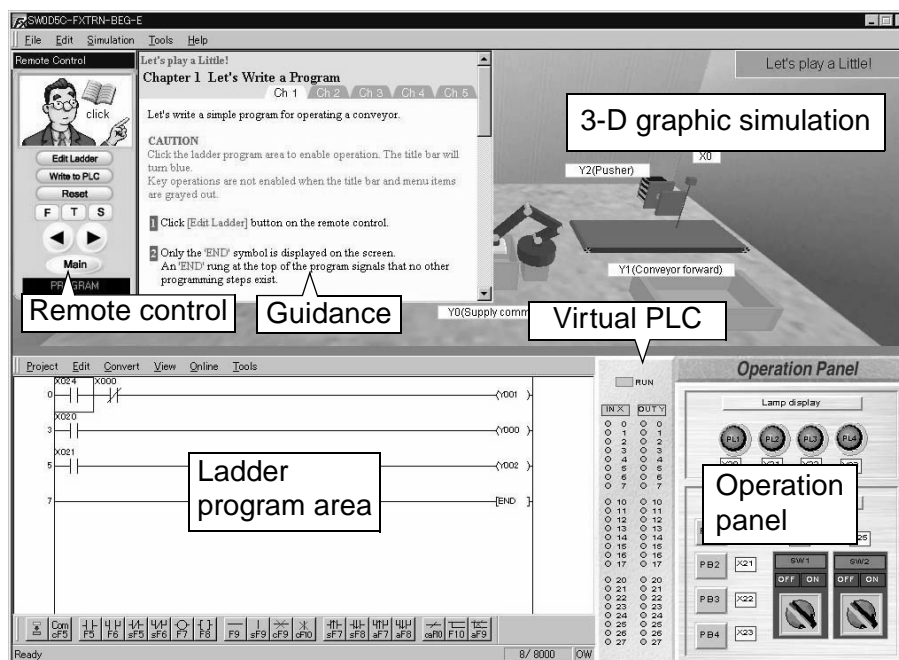 SW0D5C-FXTRN-BEG-E
File Edit Simulation Tools Help
Remote Control
click
Edit Ladder
Write to PLC
Reset
F T S
Main
Remote control
Let's play a Little!
Chapter 1 Let's Write a Program
Ch 1 Ch 2 Ch 3 Ch 4 Ch 5
Let's write a simple program for operating a conveyor.
CAUTION
Click the ladder program area to enable operation. The title bar will
turn blue.
Key operations are not enabled when the title bar and menu items
are grayed out.
1 Click [Edit Ladder] button on the remote control.
2 Only the 'END' symbol is displayed on the screen.
An 'END' rung at the top of the program signals that no other
programming steps exist.
Guidance
Let's play a Little!
3-D graphic simulation
X0
Y2(Pusher)
Y1(Conveyor forward)
Y0(Supply comm
Virtual PLC
Project Edit Convert View Online Tools
X024 X000
0 (Y001 )
X020
3 (Y000 )
X021
5 (Y002 )
7 [END ]
Ladder
program area
Com
cF5 F5 F6 sF5 sF6 F7 F8 F9 sF9 cF9 cF10 sF7 sF8 aF7 aF8 caF10 F10 aF9
Ready 8/ 8000 OW
RUN
IN X OUT Y
0 0
1 1
2 2
3 3
4 4
5 5
6 6
7 7
10 10
11 11
12 12
13 13
14 14
15 15
16 16
17 17
20 20
21 21
22 22
23 23
24 24
25 25
26 26
27 27
Operation Panel
Lamp display
PL1 PL2 PL3 PL4
Operation
panel
PB2 X21
PB3 X22
PB4 X23
SW1 SW2
OFF ON OFF ON